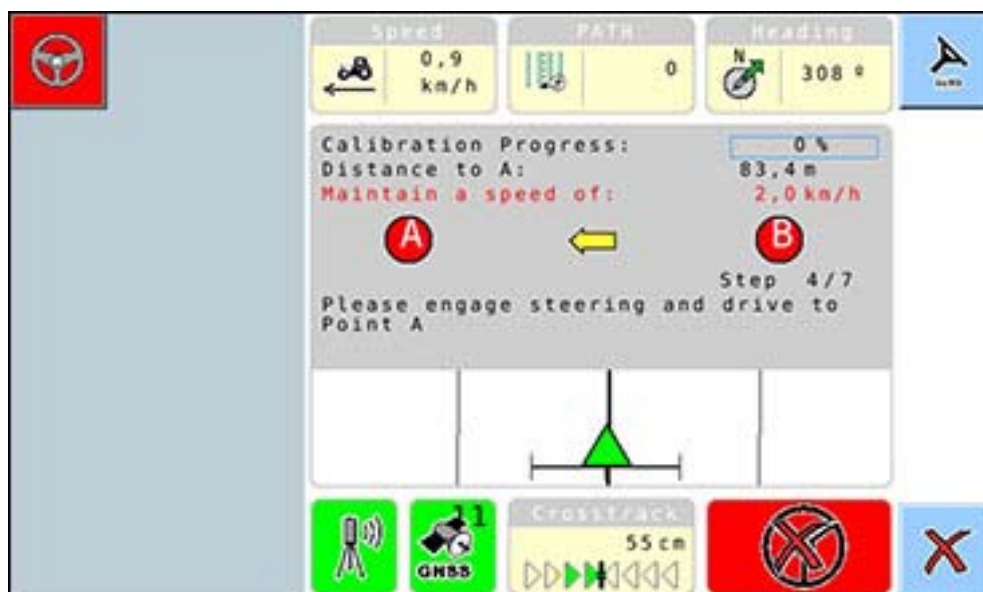 Speed
PATH
Heading
0,9
km/h
0
N
308 º
Calibration Progress: 0 %
Distance to A: 83,4 m
Maintain a speed of: 2,0 km/h
A
B
Step 4/7
Please engage steering and drive to
Point A
11
GNSS
Crosstrack
55 cm